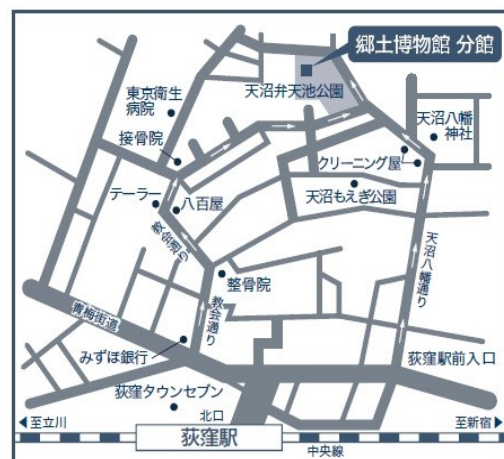 郷土博物館 分館
天沼弁天池公園
東京衛生
病院
接骨院
天沼八幡
神社
クリーニング屋
テーラー
八百屋
天沼もえぎ公園
教会通り
天沼八幡通り
整骨院
教会通り
青梅街道
みずほ銀行
荻窪駅前入口
荻窪タウンセブン
北口
至立川
至新宿
荻窪駅
中央線